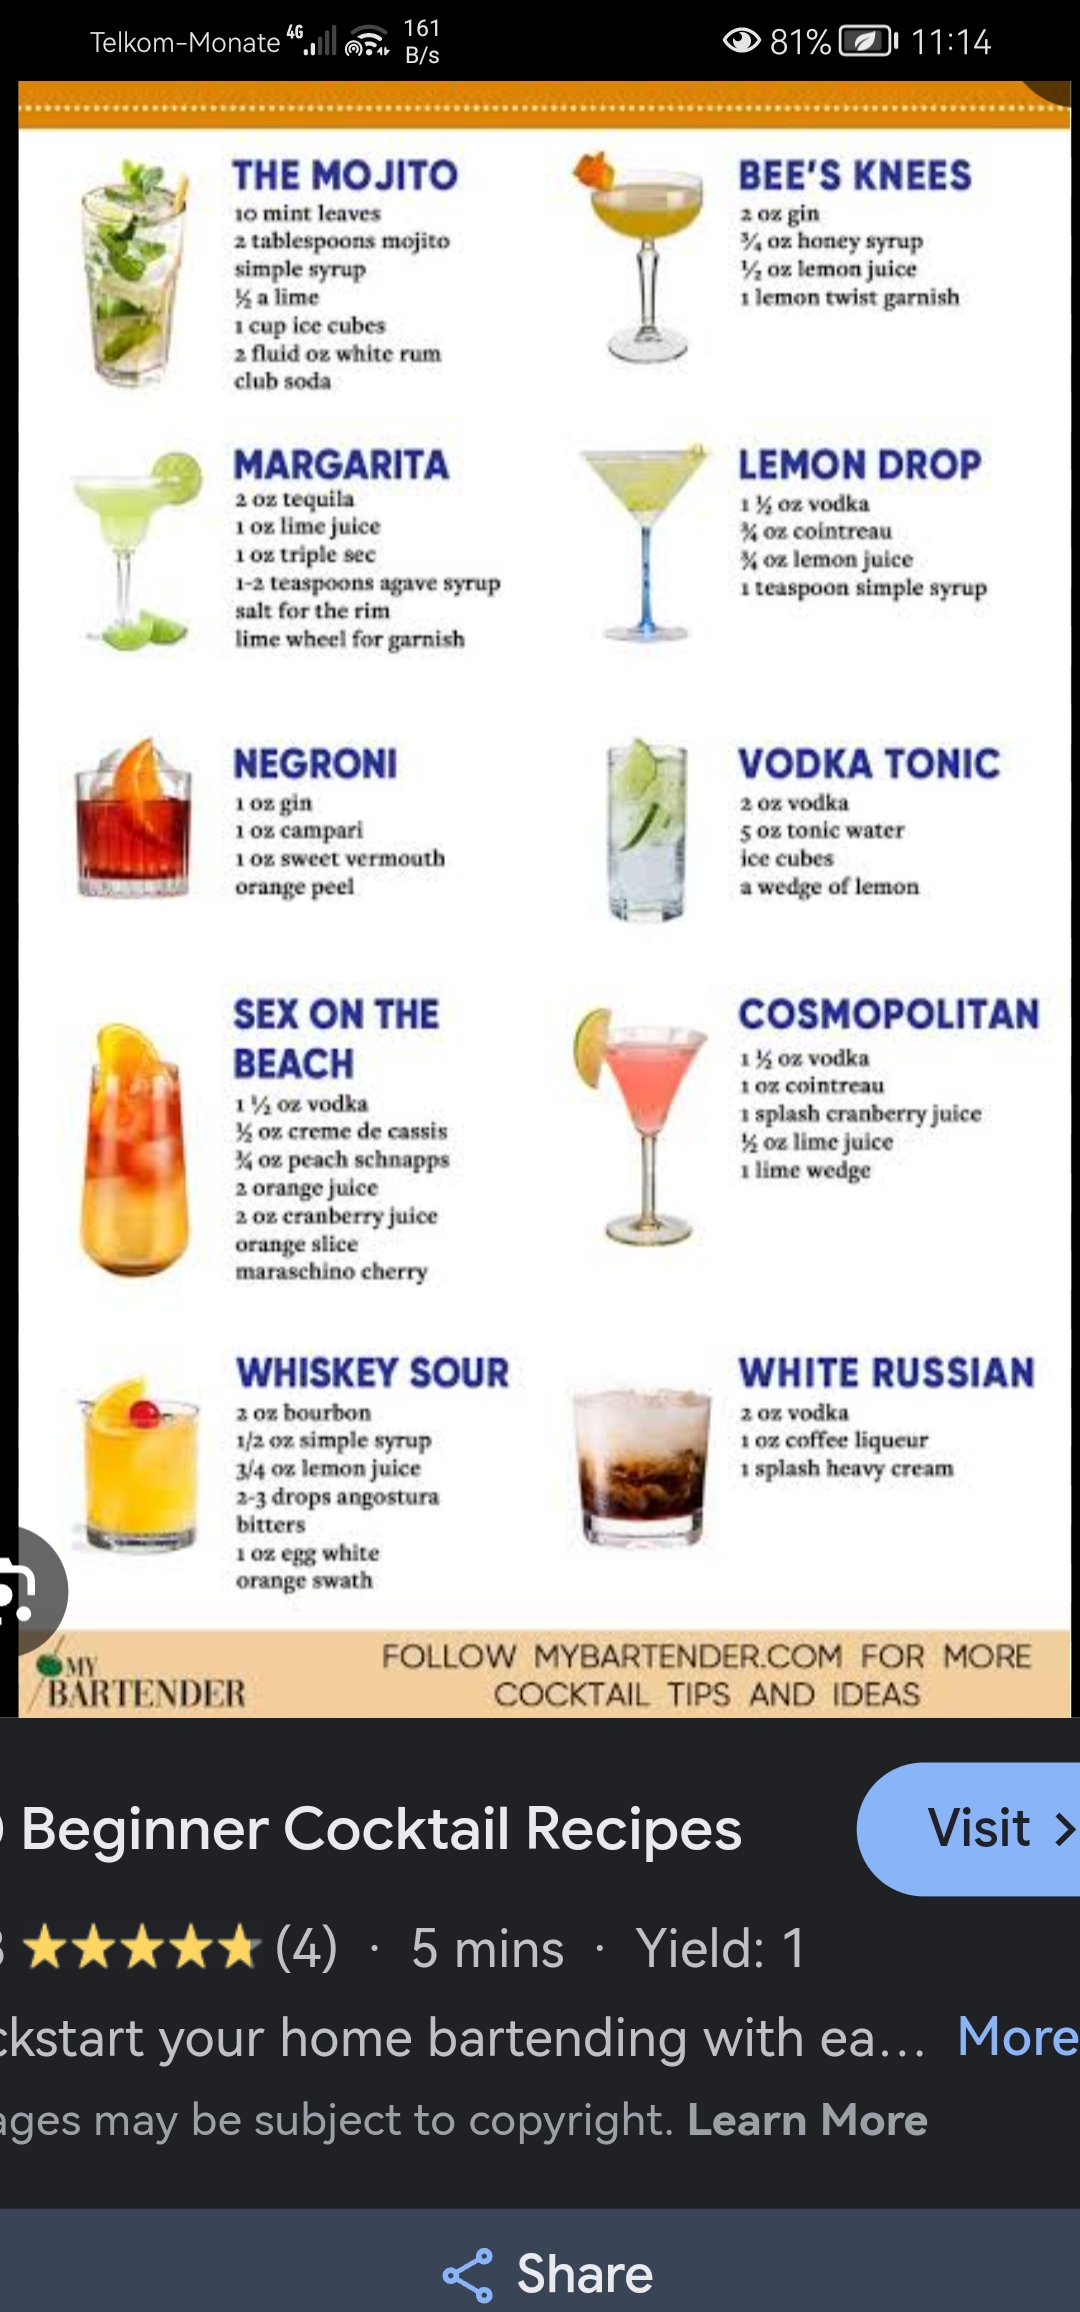 Telkom-Monate 4G 161 B/s 81% 11:14
THE MOJITO
10 mint leaves
2 tablespoons mojito
simple syrup
½ a lime
1 cup ice cubes
2 fluid oz white rum
club soda
BEE'S KNEES
2 oz gin
¾ oz honey syrup
½ oz lemon juice
1 lemon twist garnish
MARGARITA
2 oz tequila
1 oz lime juice
1 oz triple sec
1-2 teaspoons agave syrup
salt for the rim
lime wheel for garnish
LEMON DROP
1 ½ oz vodka
¾ oz cointreau
¾ oz lemon juice
1 teaspoon simple syrup
NEGRONI
1 oz gin
1 oz campari
1 oz sweet vermouth
orange peel
VODKA TONIC
2 oz vodka
5 oz tonic water
ice cubes
a wedge of lemon
SEX ON THE
BEACH
1 ½ oz vodka
½ oz creme de cassis
¾ oz peach schnapps
2 orange juice
2 oz cranberry juice
orange slice
maraschino cherry
COSMOPOLITAN
1 ½ oz vodka
1 oz cointreau
1 splash cranberry juice
½ oz lime juice
1 lime wedge
WHISKEY SOUR
2 oz bourbon
1/2 oz simple syrup
3/4 oz lemon juice
2-3 drops angostura
bitters
1 oz egg white
orange swath
WHITE RUSSIAN
2 oz vodka
1 oz coffee liqueur
1 splash heavy cream
MY
BARTENDER
FOLLOW MYBARTENDER.COM FOR MORE
COCKTAIL TIPS AND IDEAS
Beginner Cocktail Recipes
Visit
(4) · 5 mins · Yield: 1
ckstart your home bartending with ea... More
ages may be subject to copyright. Learn More
Share